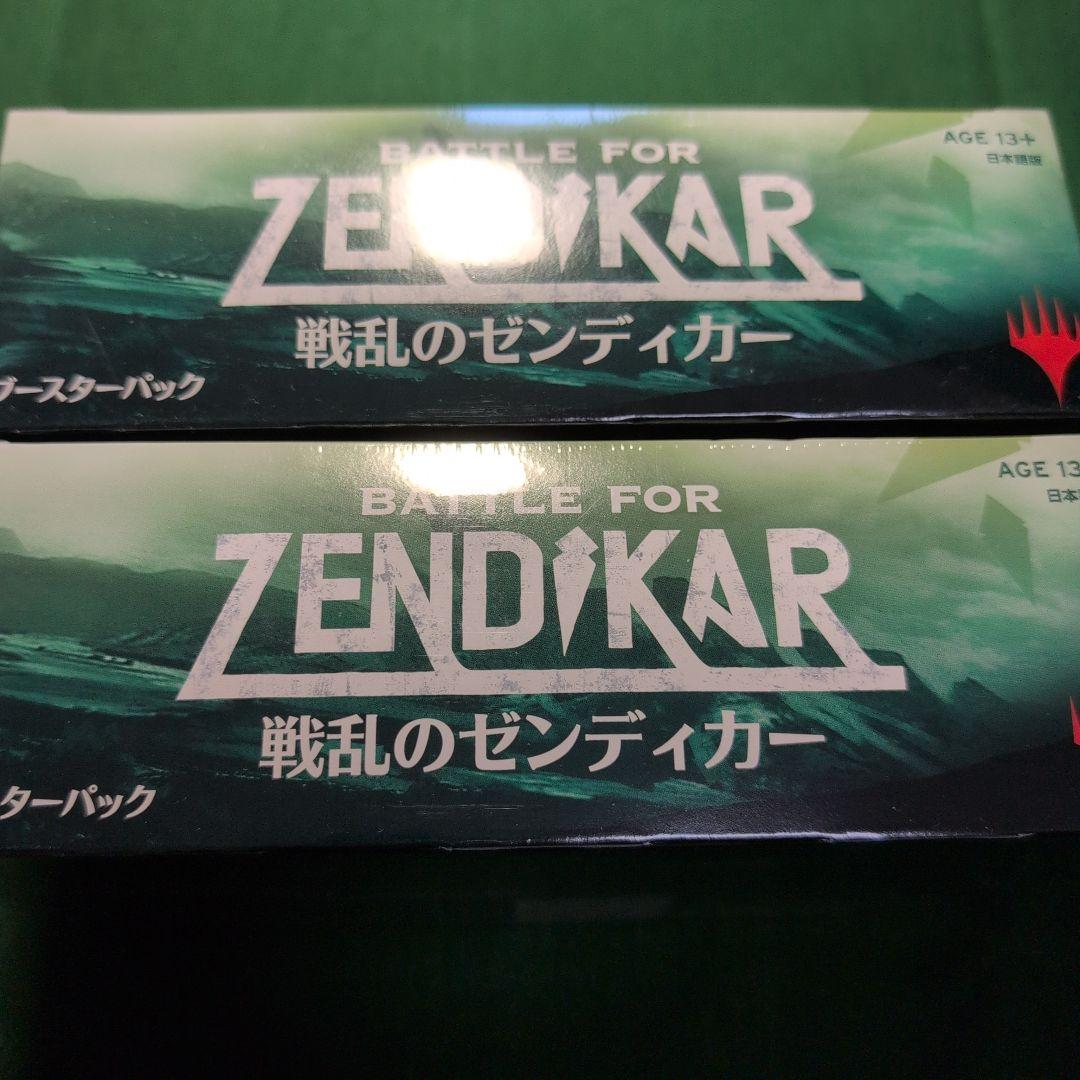 BATTLE FOR
ZENDIKAR
戦乱のゼンディカー
ブースターパック
AGE 13+
日本語版
BATTLE FOR
ZENDIKAR
戦乱のゼンディカー
ターパック
AGE 13
日本